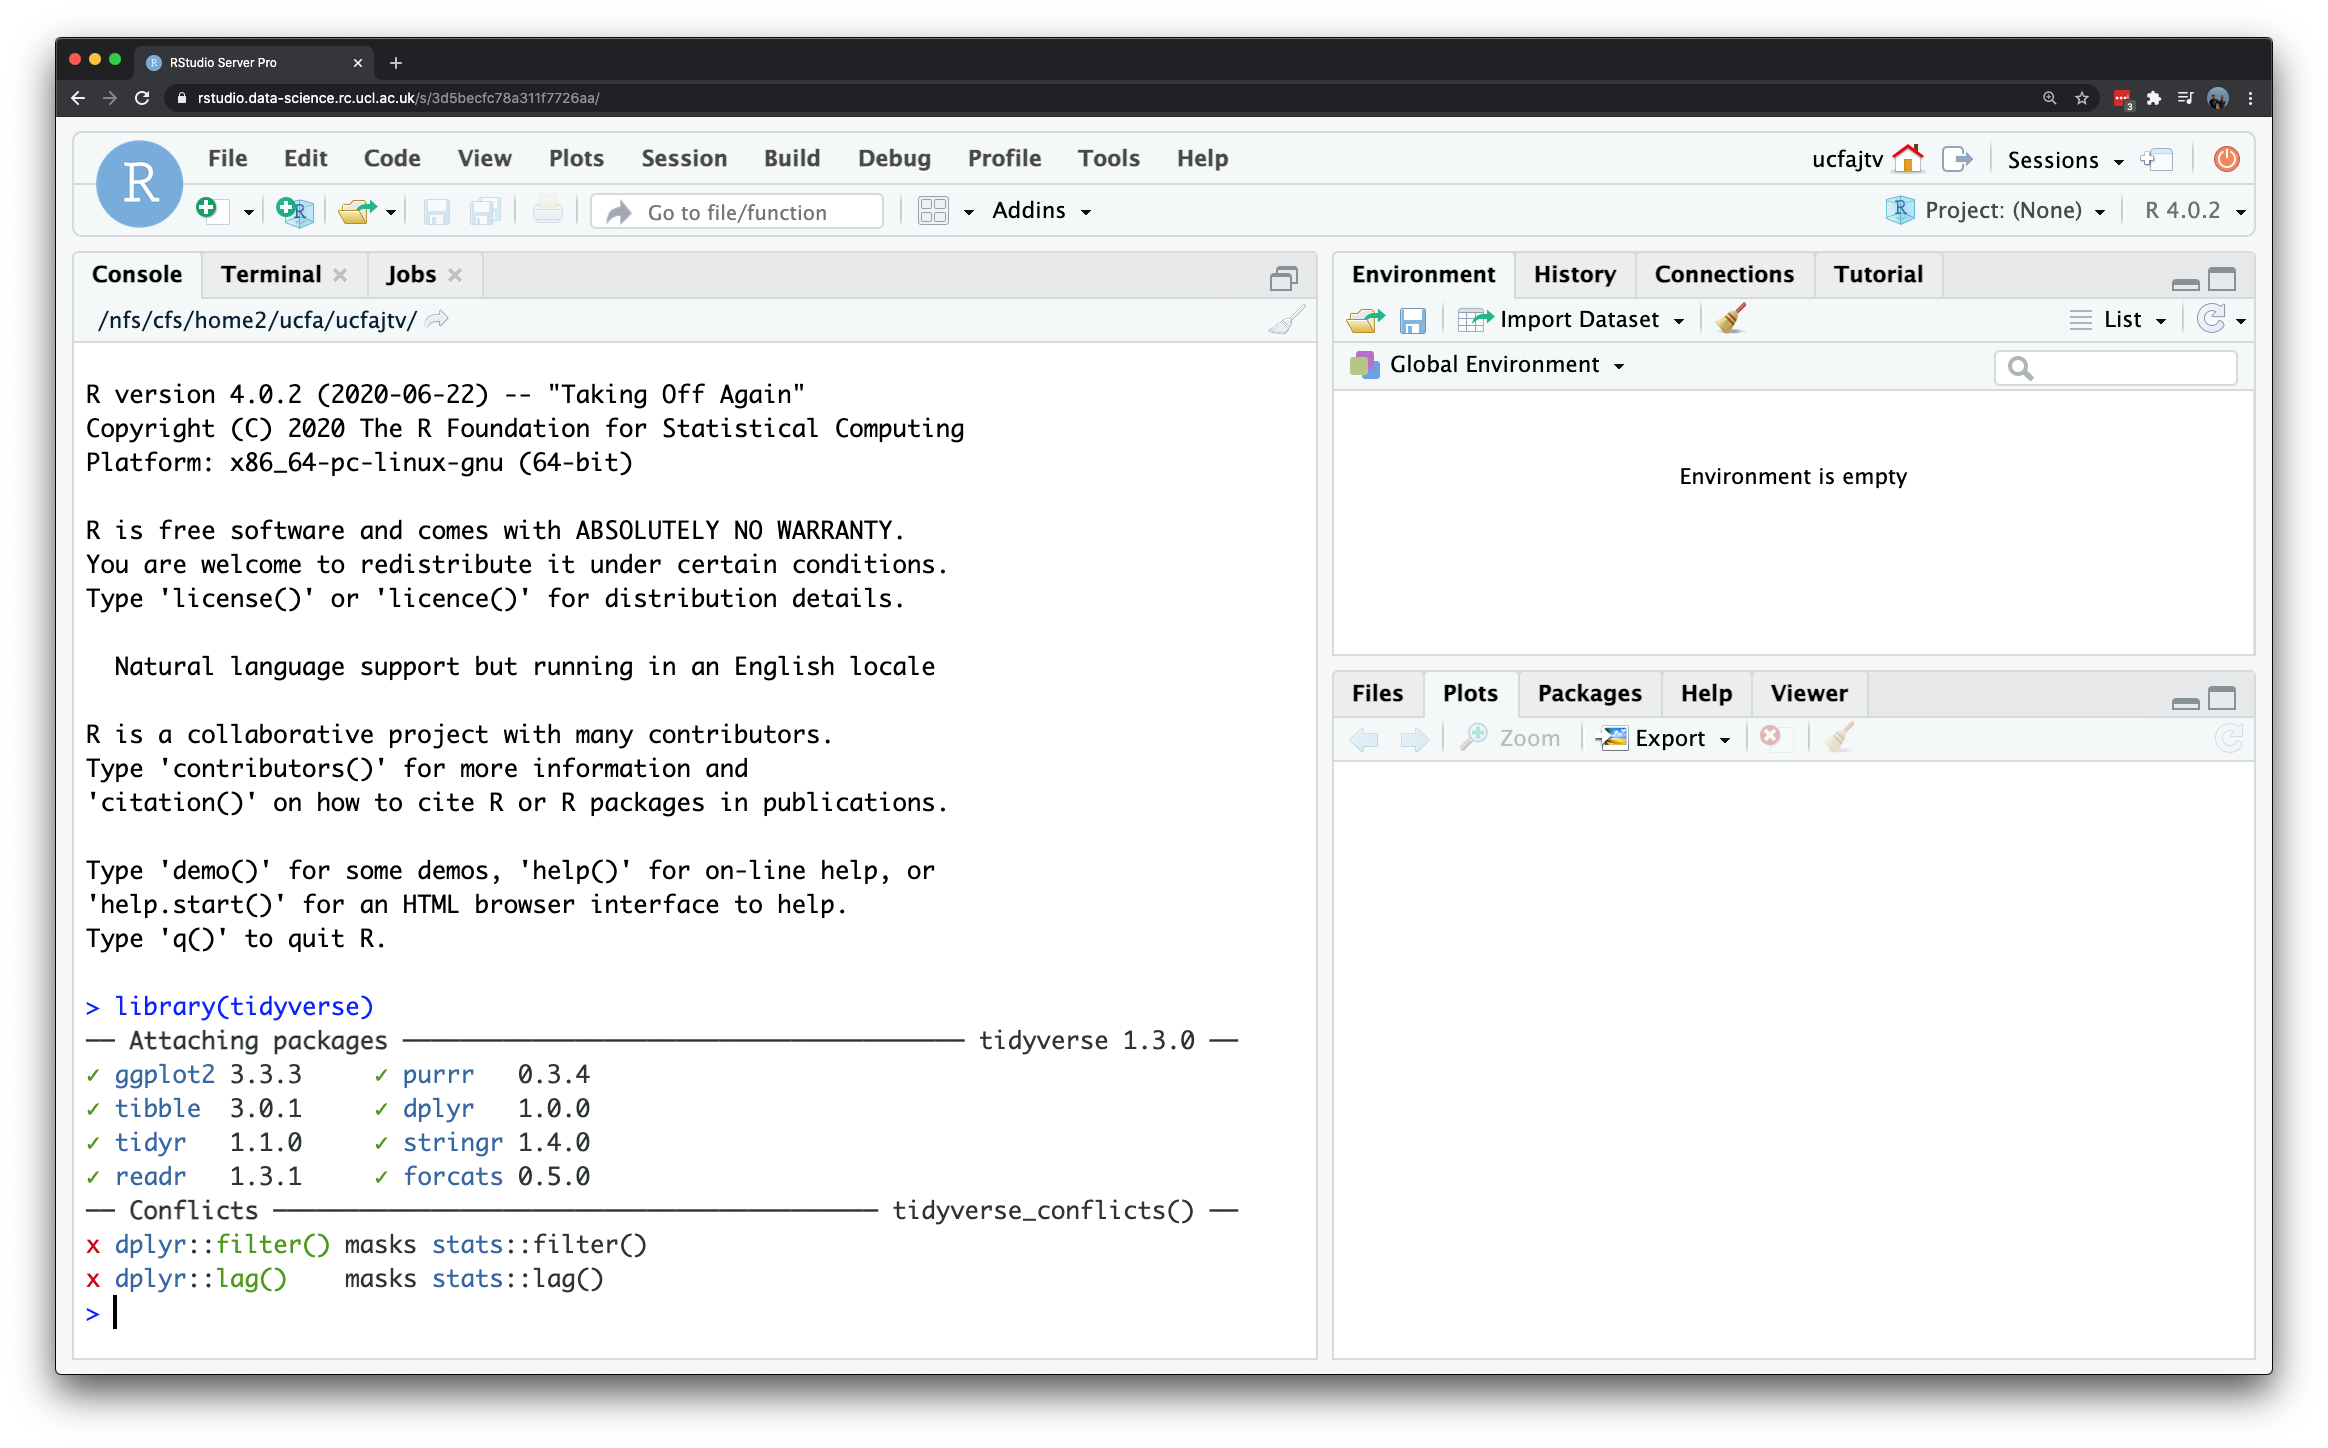 RStudio Server Pro
rstudio.data-science.rc.ucl.ac.uk/s/3d5becfc78a311f7726aa/
3
R
File Edit Code View Plots Session Build Debug Profile Tools Help
ucfajtv Sessions
Go to file/function Addins
Project: (None) R 4.0.2
Console Terminal Jobs
/nfs/cfs/home2/ucfa/ucfajtv/
R version 4.0.2 (2020-06-22) -- "Taking Off Again"
Copyright (C) 2020 The R Foundation for Statistical Computing
Platform: x86_64-pc-linux-gnu (64-bit)
R is free software and comes with ABSOLUTELY NO WARRANTY.
You are welcome to redistribute it under certain conditions.
Type 'license()' or 'licence()' for distribution details.
Natural language support but running in an English locale
R is a collaborative project with many contributors.
Type 'contributors()' for more information and
'citation()' on how to cite R or R packages in publications.
Type 'demo()' for some demos, 'help()' for on-line help, or
'help.start()' for an HTML browser interface to help.
Type 'q()' to quit R.
> library(tidyverse)
── Attaching packages ─────────────────────────────────────── tidyverse 1.3.0 ──
✓ ggplot2 3.3.3     ✓ purrr   0.3.4
✓ tibble  3.0.1     ✓ dplyr   1.0.0
✓ tidyr   1.1.0     ✓ stringr 1.4.0
✓ readr   1.3.1     ✓ forcats 0.5.0
── Conflicts ────────────────────────────────────────── tidyverse_conflicts() ──
x dplyr::filter() masks stats::filter()
x dplyr::lag()    masks stats::lag()
>
Environment History Connections Tutorial
Import Dataset List
Global Environment
Environment is empty
Files Plots Packages Help Viewer
Zoom Export